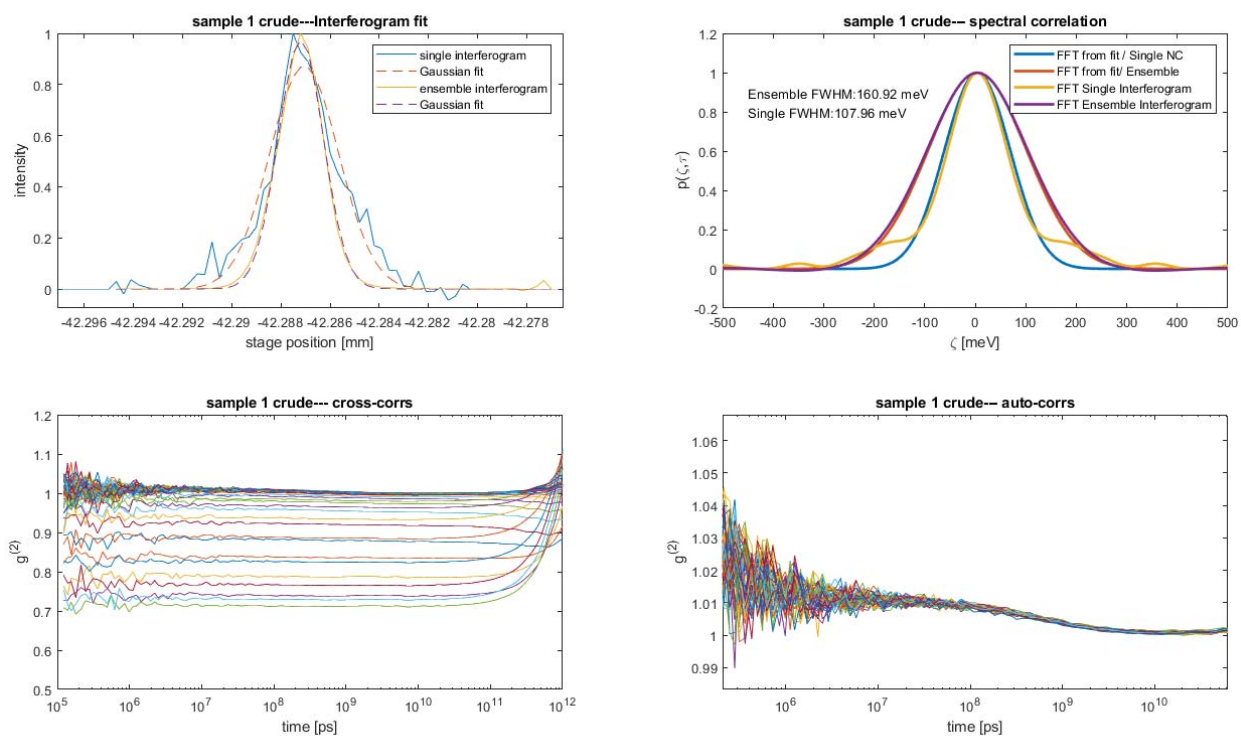 sample 1 crude---Interferogram fit
single interferogram
Gaussian fit
ensemble interferogram
Gaussian fit
1
0.8
0.6
0.4
0.2
0
intensity
-42.296 -42.294 -42.292 -42.29 -42.288 -42.286 -42.284 -42.282 -42.28 -42.278
stage position [mm]
sample 1 crude--- spectral correlation
FFT from fit/ Single NC
FFT from fit/ Ensemble
FFT Single Interferogram
FFT Ensemble Interferogram
Ensemble FWHM:160.92 meV
Single FWHM:107.96 meV
1.2
1
0.8
0.6
0.4
0.2
0
-0.2
p(ζ,τ)
-500 -400 -300 -200 -100 0 100 200 300 400 500
ζ [meV]
sample 1 crude--- cross-corrs
1.2
1.1
1
0.9
0.8
0.7
0.6
0.5
g(2)
10^5 10^6 10^7 10^8 10^9 10^10 10^11 10^12
time [ps]
sample 1 crude--- auto-corrs
1.06
1.05
1.04
1.03
1.02
1.01
1
0.99
g(2)
10^6 10^7 10^8 10^9 10^10
time [ps]